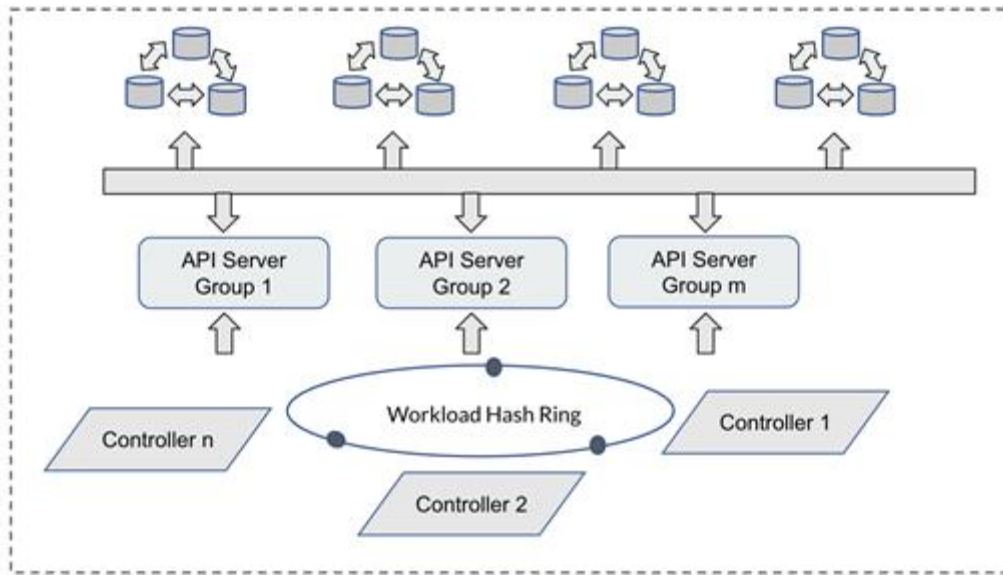 API Server
Group 1
API Server
Group 2
API Server
Group m
Workload Hash Ring
Controller n
Controller 1
Controller 2